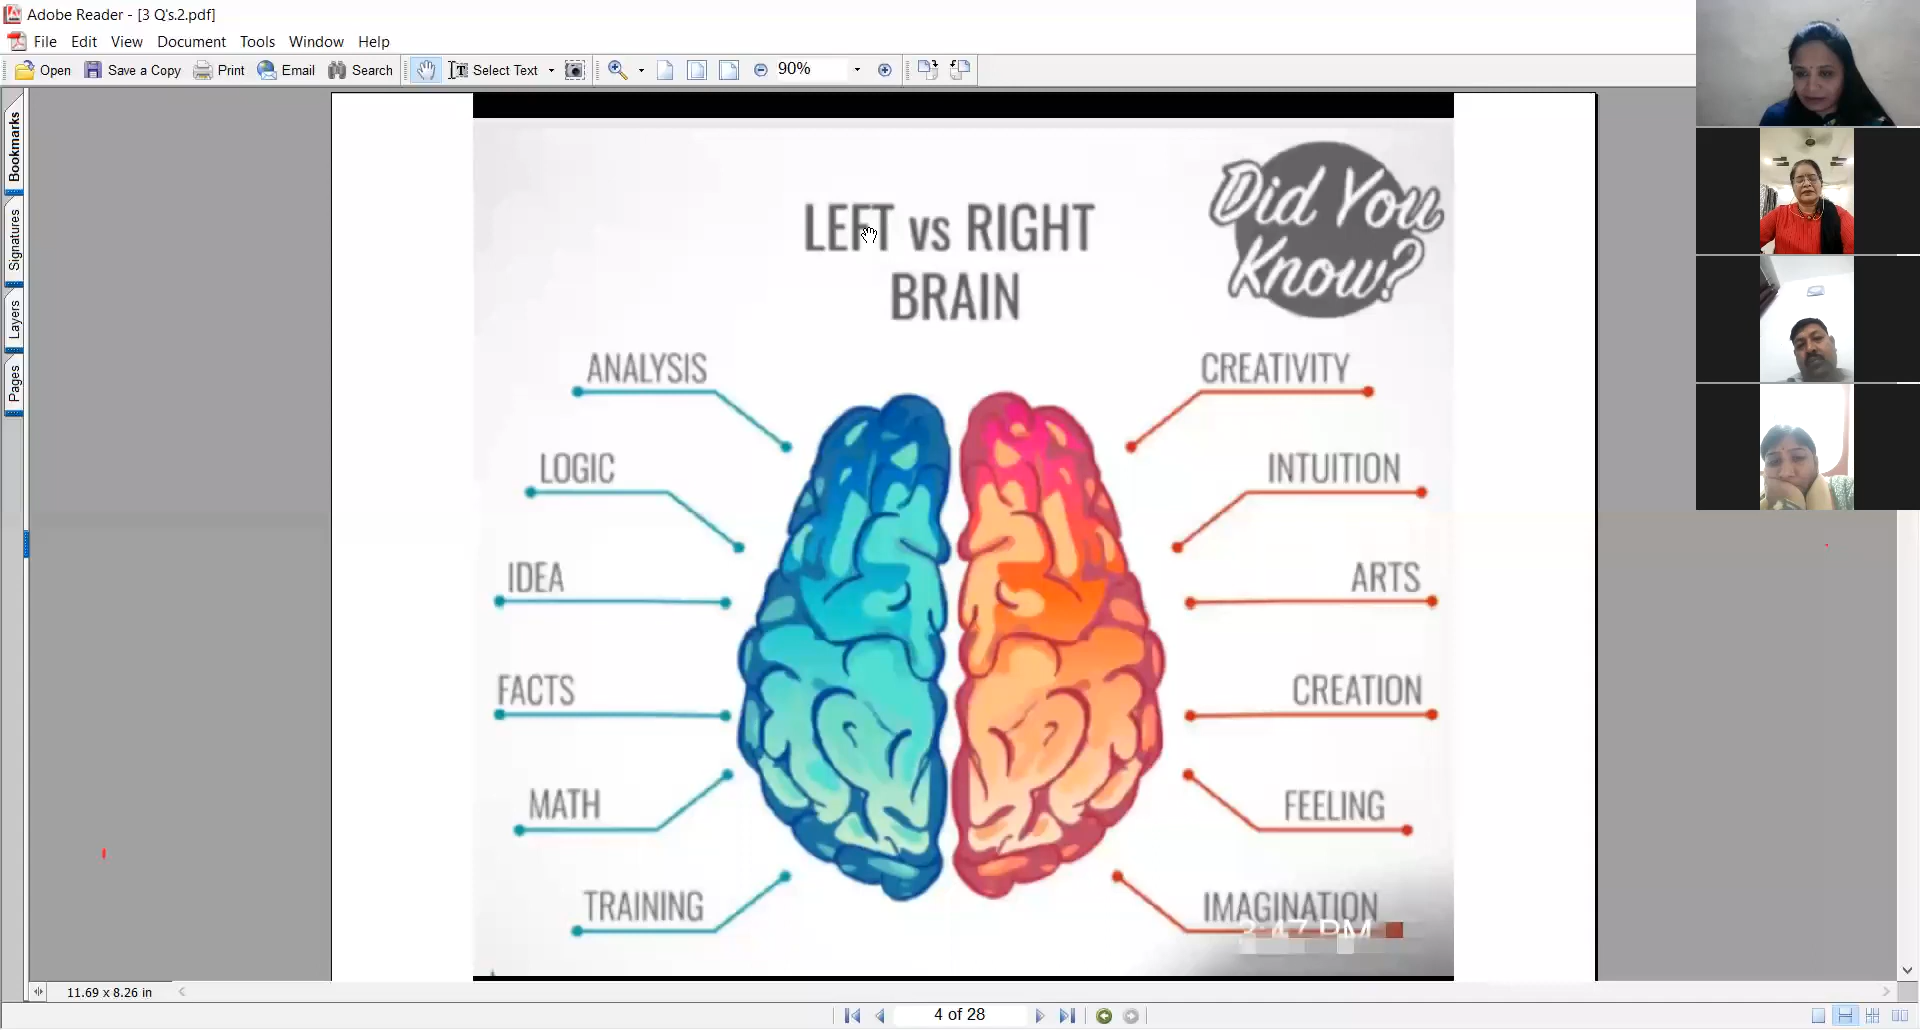 Adobe Reader - [3 Q's.2.pdf]
File Edit View Document Tools Window Help
Open Save a Copy Print Email Search Select Text 90%
Bookmarks
Signatures
Layers
Pages
Did You
Know?
LEFT vs RIGHT
BRAIN
ANALYSIS
CREATIVITY
LOGIC
INTUITION
IDEA
ARTS
FACTS
CREATION
MATH
FEELING
TRAINING
IMAGINATION
11.69 x 8.26 in
4 of 28